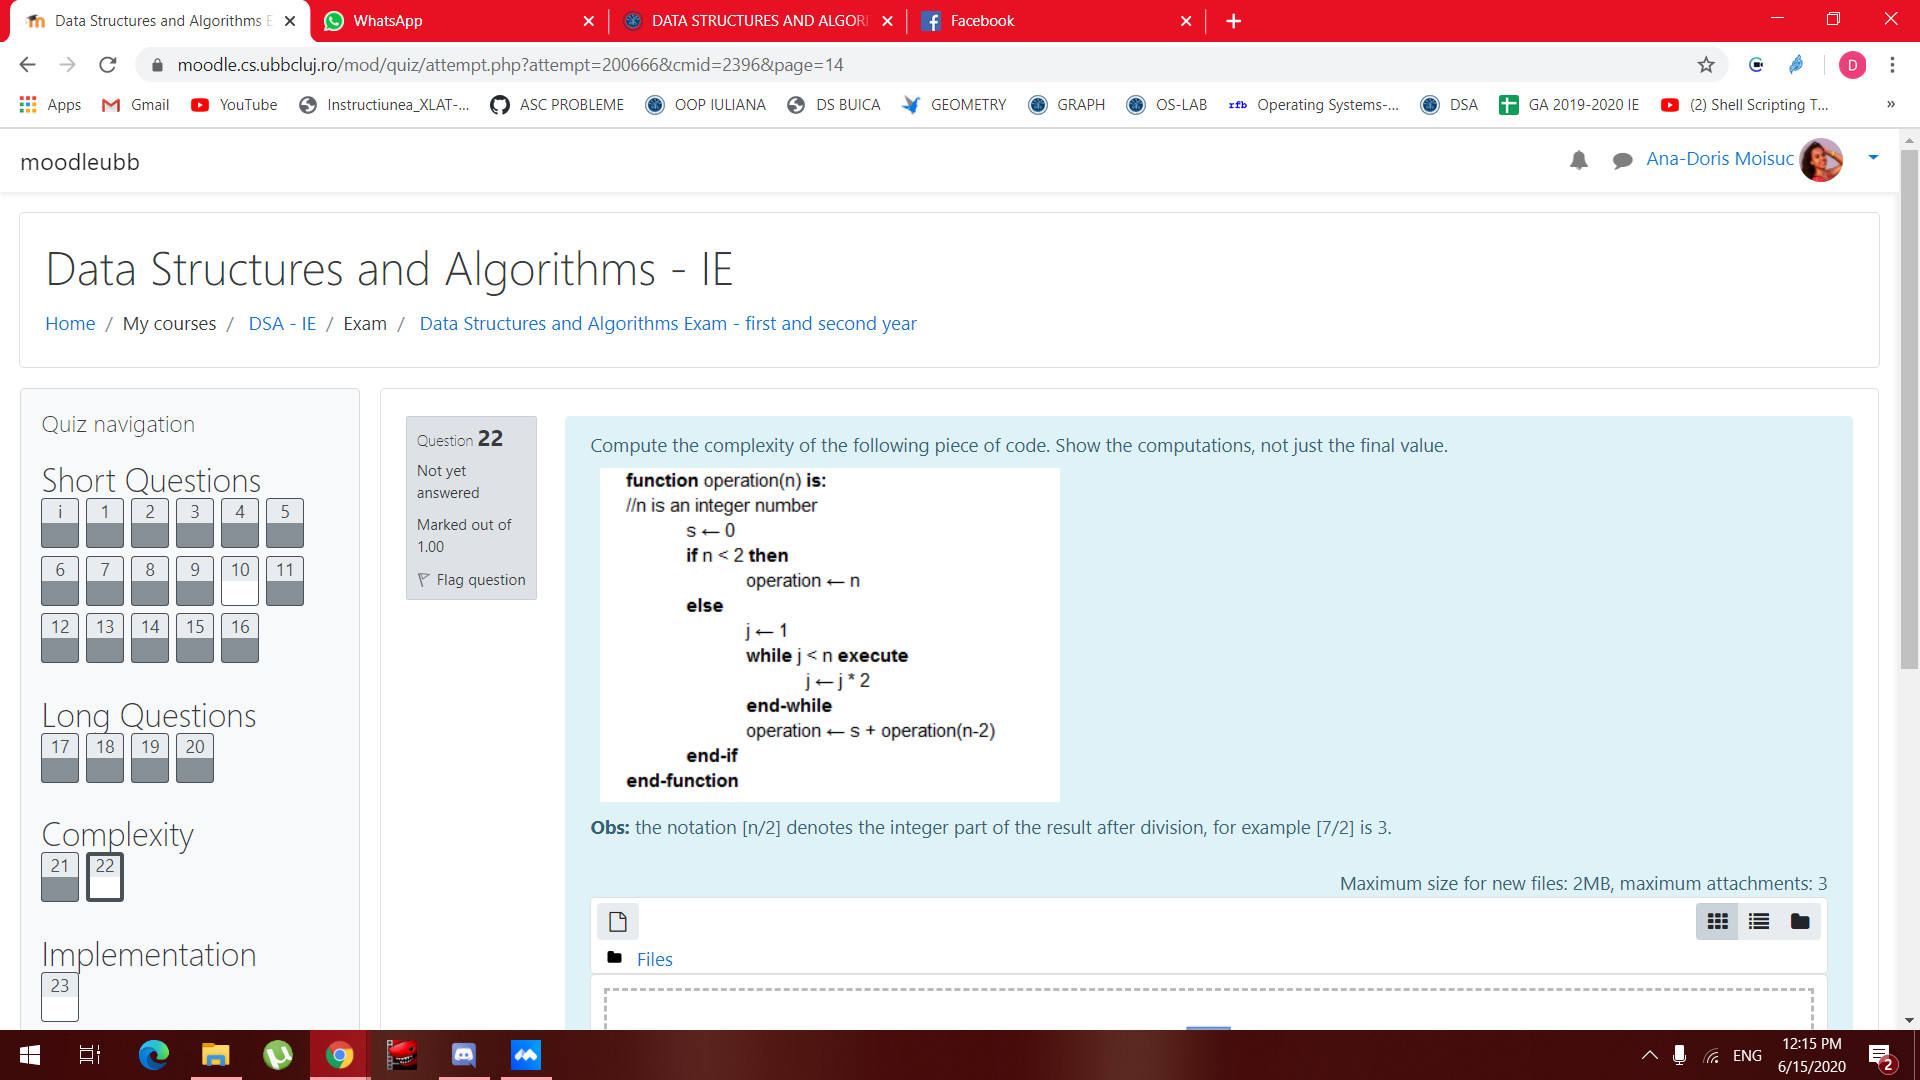 Data Structures and Algorithms E
WhatsApp
DATA STRUCTURES AND ALGORI
Facebook
moodle.cs.ubbcluj.ro/mod/quiz/attempt.php?attempt=200666&cmid=2396&page=14
D
Apps
Gmail
YouTube
Instructiunea_XLAT-...
ASC PROBLEME
OOP IULIANA
DS BUICA
GEOMETRY
GRAPH
OS-LAB
rfb
Operating Systems-...
DSA
GA 2019-2020 IE
(2) Shell Scripting T...
»
moodleubb
Ana-Doris Moisuc
Data Structures and Algorithms - IE
Home / My courses / DSA - IE / Exam / Data Structures and Algorithms Exam - first and second year
Quiz navigation
Short Questions
i 1 2 3 4 5
6 7 8 9 10 11
12 13 14 15 16
Long Questions
17 18 19 20
Complexity
21 22
Implementation
23
Question 22
Not yet
answered
Marked out of
1.00
Flag question
Compute the complexity of the following piece of code. Show the computations, not just the final value.
function operation(n) is:
//n is an integer number
s ← 0
if n < 2 then
operation ← n
else
j ← 1
while j < n execute
j ← j * 2
end-while
operation ← s + operation(n-2)
end-if
end-function
Obs: the notation [n/2] denotes the integer part of the result after division, for example [7/2] is 3.
Maximum size for new files: 2MB, maximum attachments: 3
Files
ENG
12:15 PM
6/15/2020
2